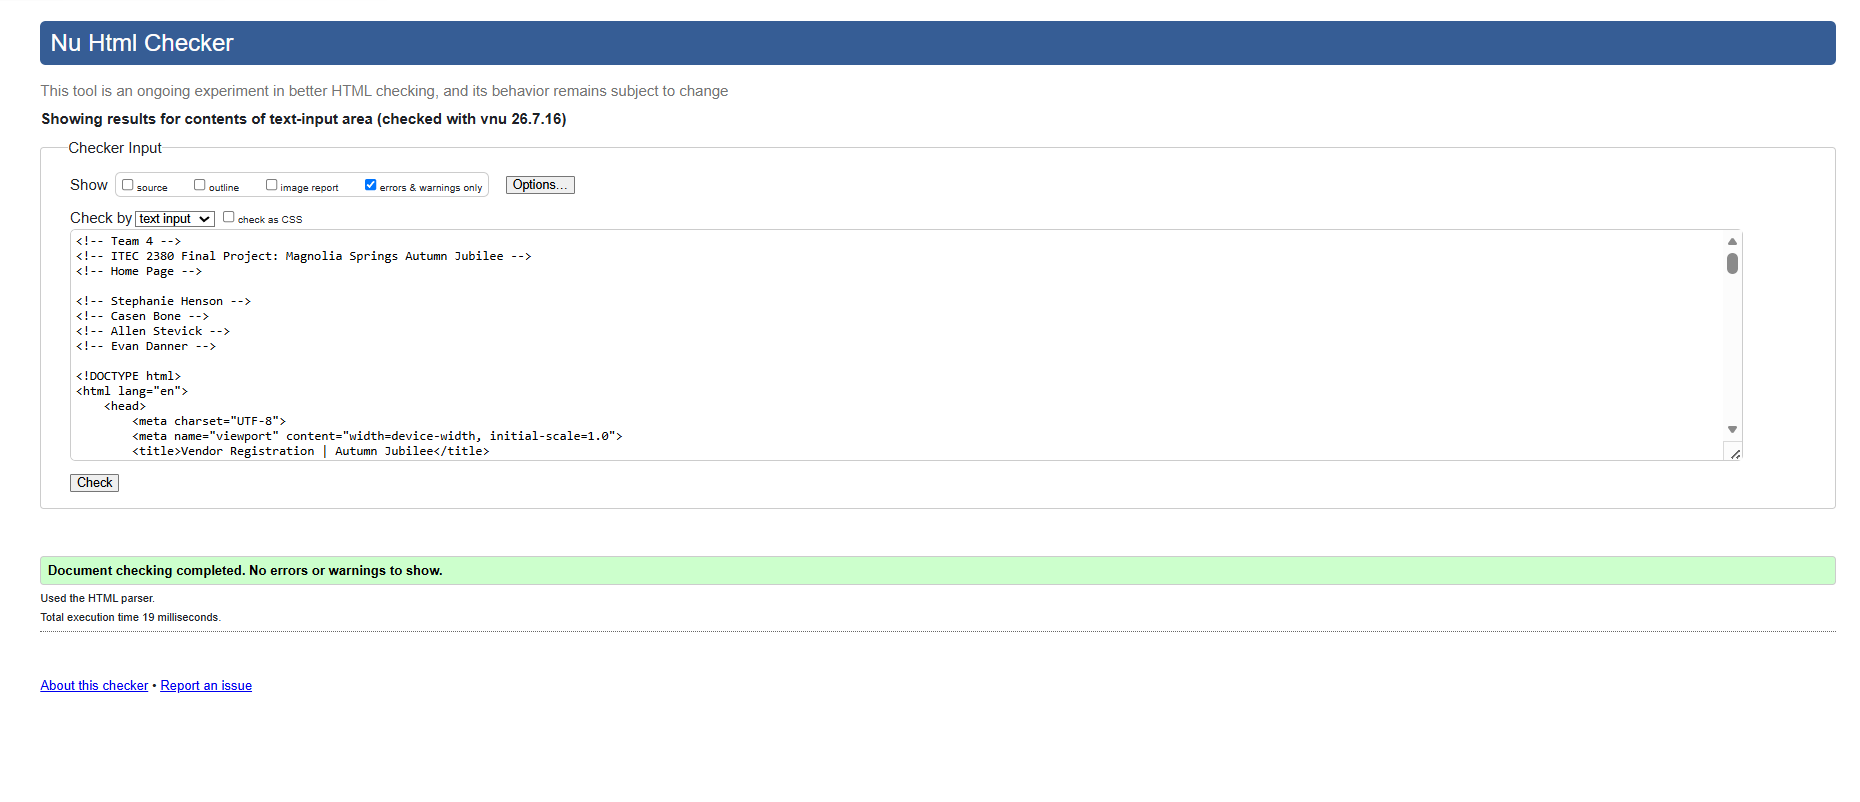 Nu Html Checker
This tool is an ongoing experiment in better HTML checking, and its behavior remains subject to change
Showing results for contents of text-input area (checked with vnu 26.7.16)
Checker Input
Show source outline image report errors & warnings only Options...
Check by text input check as CSS
<!-- Team 4 -->
<!-- ITEC 2380 Final Project: Magnolia Springs Autumn Jubilee -->
<!-- Home Page -->
<!-- Stephanie Henson -->
<!-- Casen Bone -->
<!-- Allen Stevick -->
<!-- Evan Danner -->
<!DOCTYPE html>
<html lang="en">
<head>
<meta charset="UTF-8">
<meta name="viewport" content="width=device-width, initial-scale=1.0">
<title>Vendor Registration | Autumn Jubilee</title>
Check
Document checking completed. No errors or warnings to show.
Used the HTML parser.
Total execution time 19 milliseconds.
About this checker • Report an issue